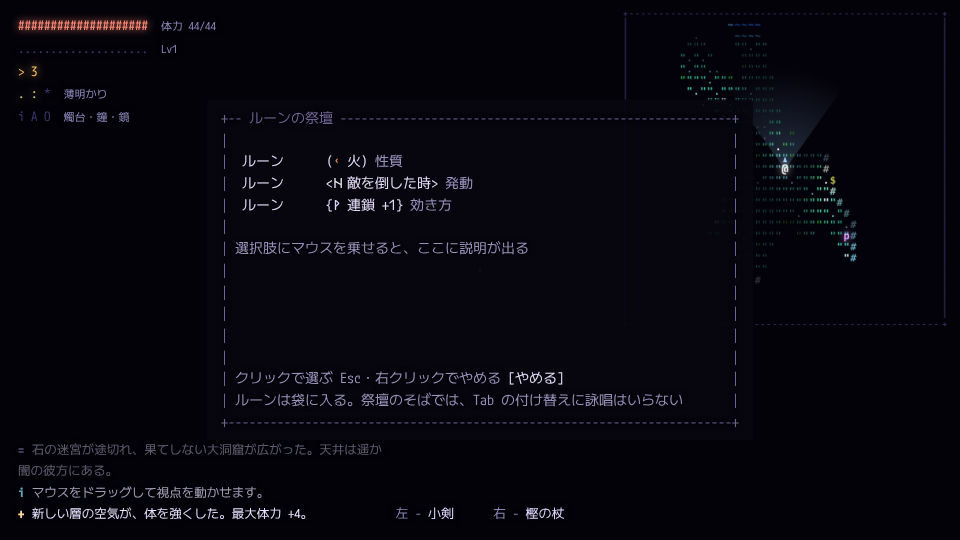 #################### 体力 44/44
.................... Lv1
> 3
. : * 薄明かり
i A O 燭台・鐘・鏡
+-- ルーンの祭壇 --+
ルーン (‹ 火) 性質
ルーン <ᚺ 敵を倒した時> 発動
ルーン {ᚹ 連鎖 +1} 効き方
選択肢にマウスを乗せると、ここに説明が出る
クリックで選ぶ Esc・右クリックでやめる [やめる]
ルーンは袋に入る。祭壇のそばでは、Tab の付け替えに詠唱はいらない
= 石の迷宮が途切れ、果てしない大洞窟が広がった。天井は遥か
闇の彼方にある。
i マウスをドラッグして視点を動かせます。
+ 新しい層の空気が、体を強くした。最大体力 +4。
左 - 小剣 右 - 樫の杖